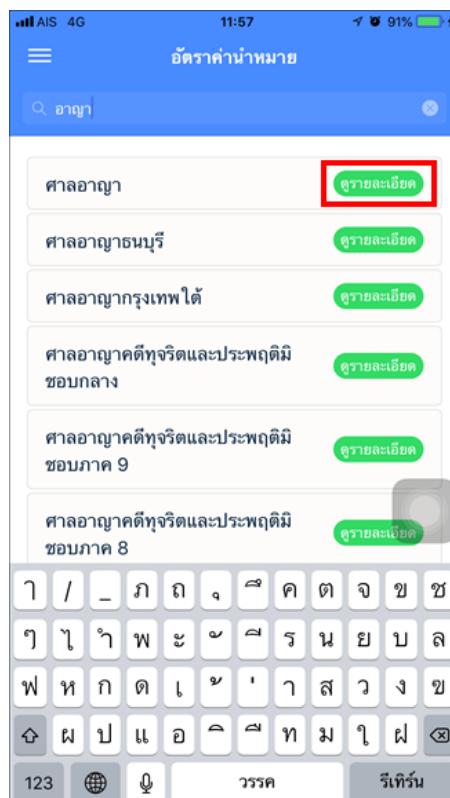 AIS 4G 11:57 91%
อัตราค่านำหมาย
อาญา
ศาลอาญา ดูรายละเอียด
ศาลอาญาธนบุรี ดูรายละเอียด
ศาลอาญากรุงเทพใต้ ดูรายละเอียด
ศาลอาญาคดีทุจริตและประพฤติมิ
ชอบกลาง ดูรายละเอียด
ศาลอาญาคดีทุจริตและประพฤติมิ
ชอบภาค 9 ดูรายละเอียด
ศาลอาญาคดีทุจริตและประพฤติมิ
ชอบภาค 8 ดูรายละเอียด
ๅ / _ ภ ถ ุ ึ ค ต จ ข ช
ๆ ไ ำ พ ะ ั ี ร น ย บ ล
ฟ ห ก ด เ ้ ่ า ส ว ง ฃ
ผ ป แ อ ิ ื ท ม ใ ฝ
123 วรรค รีเทิร์น